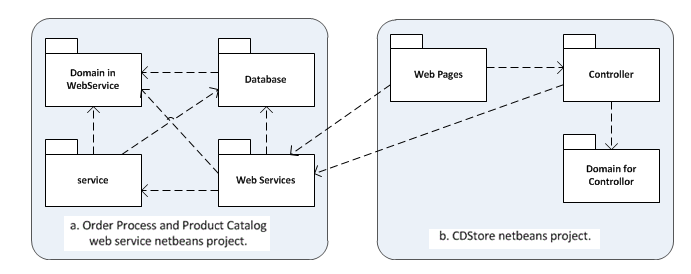 Domain in
WebService
Database
service
Web Services
a. Order Process and Product Catalog
web service netbeans project.
Web Pages
Controller
Domain for
Controllor
b. CDStore netbeans project.